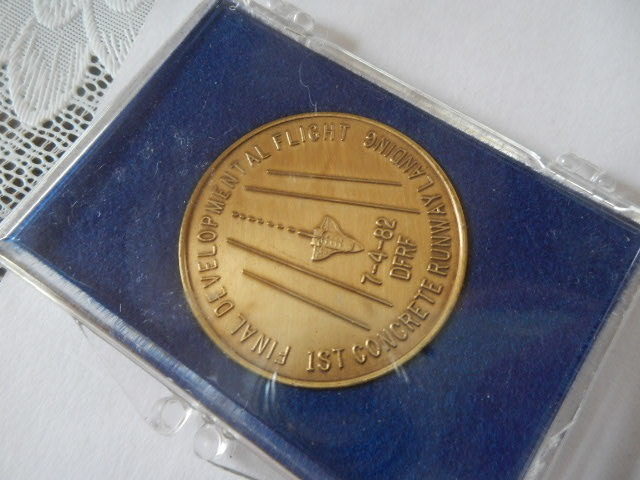 FINAL DEVELOPMENTAL FLIGHT
1ST CONCRETE RUNWAY LANDING
7-4-82
DFRF